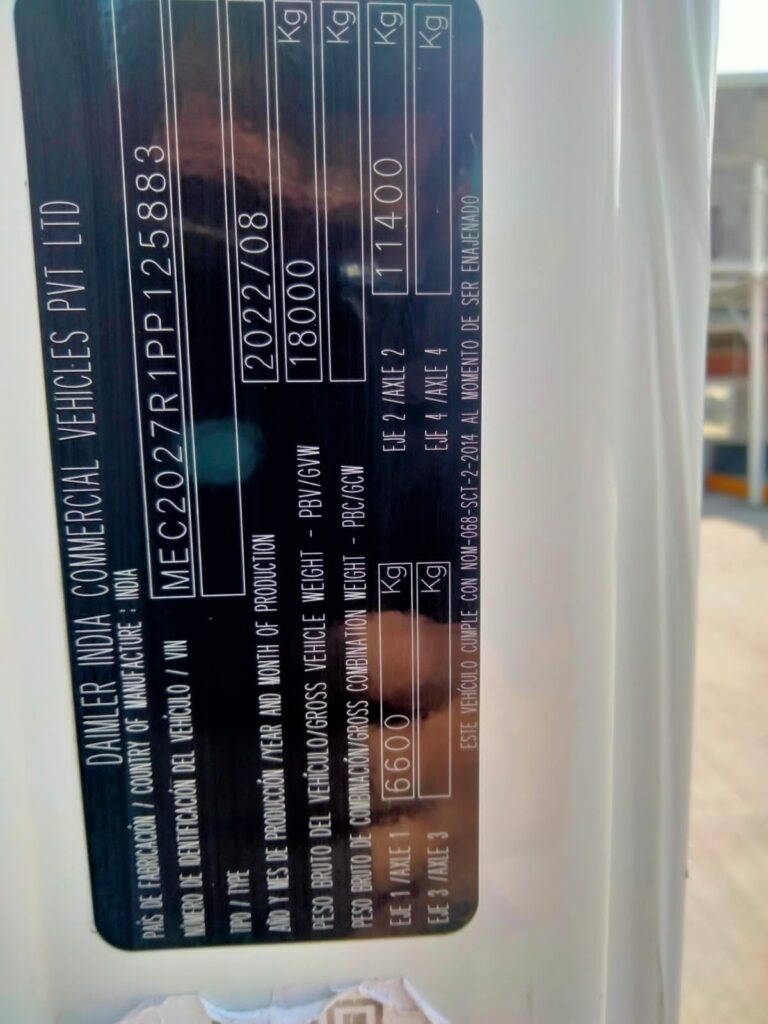 DAIMLER INDIA COMMERCIAL VEHICLES PVT LTD
PAÍS DE FABRICACIÓN / COUNTRY OF MANUFACTURE : INDIA
NÚMERO DE IDENTIFICACIÓN DEL VEHÍCULO / VIN MEC2027R1PP125883
TIPO / TYPE
AÑO Y MES DE PRODUCCIÓN /YEAR AND MONTH OF PRODUCTION 2022/08
PESO BRUTO DEL VEHÍCULO/GROSS VEHICLE WEIGHT - PBV/GVW 18000 Kg
PESO BRUTO DE COMBINACIÓN/GROSS COMBINATION WEIGHT - PBC/GCW Kg
EJE 1 /AXLE 1 6600 Kg EJE 2 /AXLE 2 11400 Kg
EJE 3 /AXLE 3 Kg EJE 4 /AXLE 4 Kg
ESTE VEHÍCULO CUMPLE CON NOM-068-SCT-2-2014 AL MOMENTO DE SER ENAJENADO